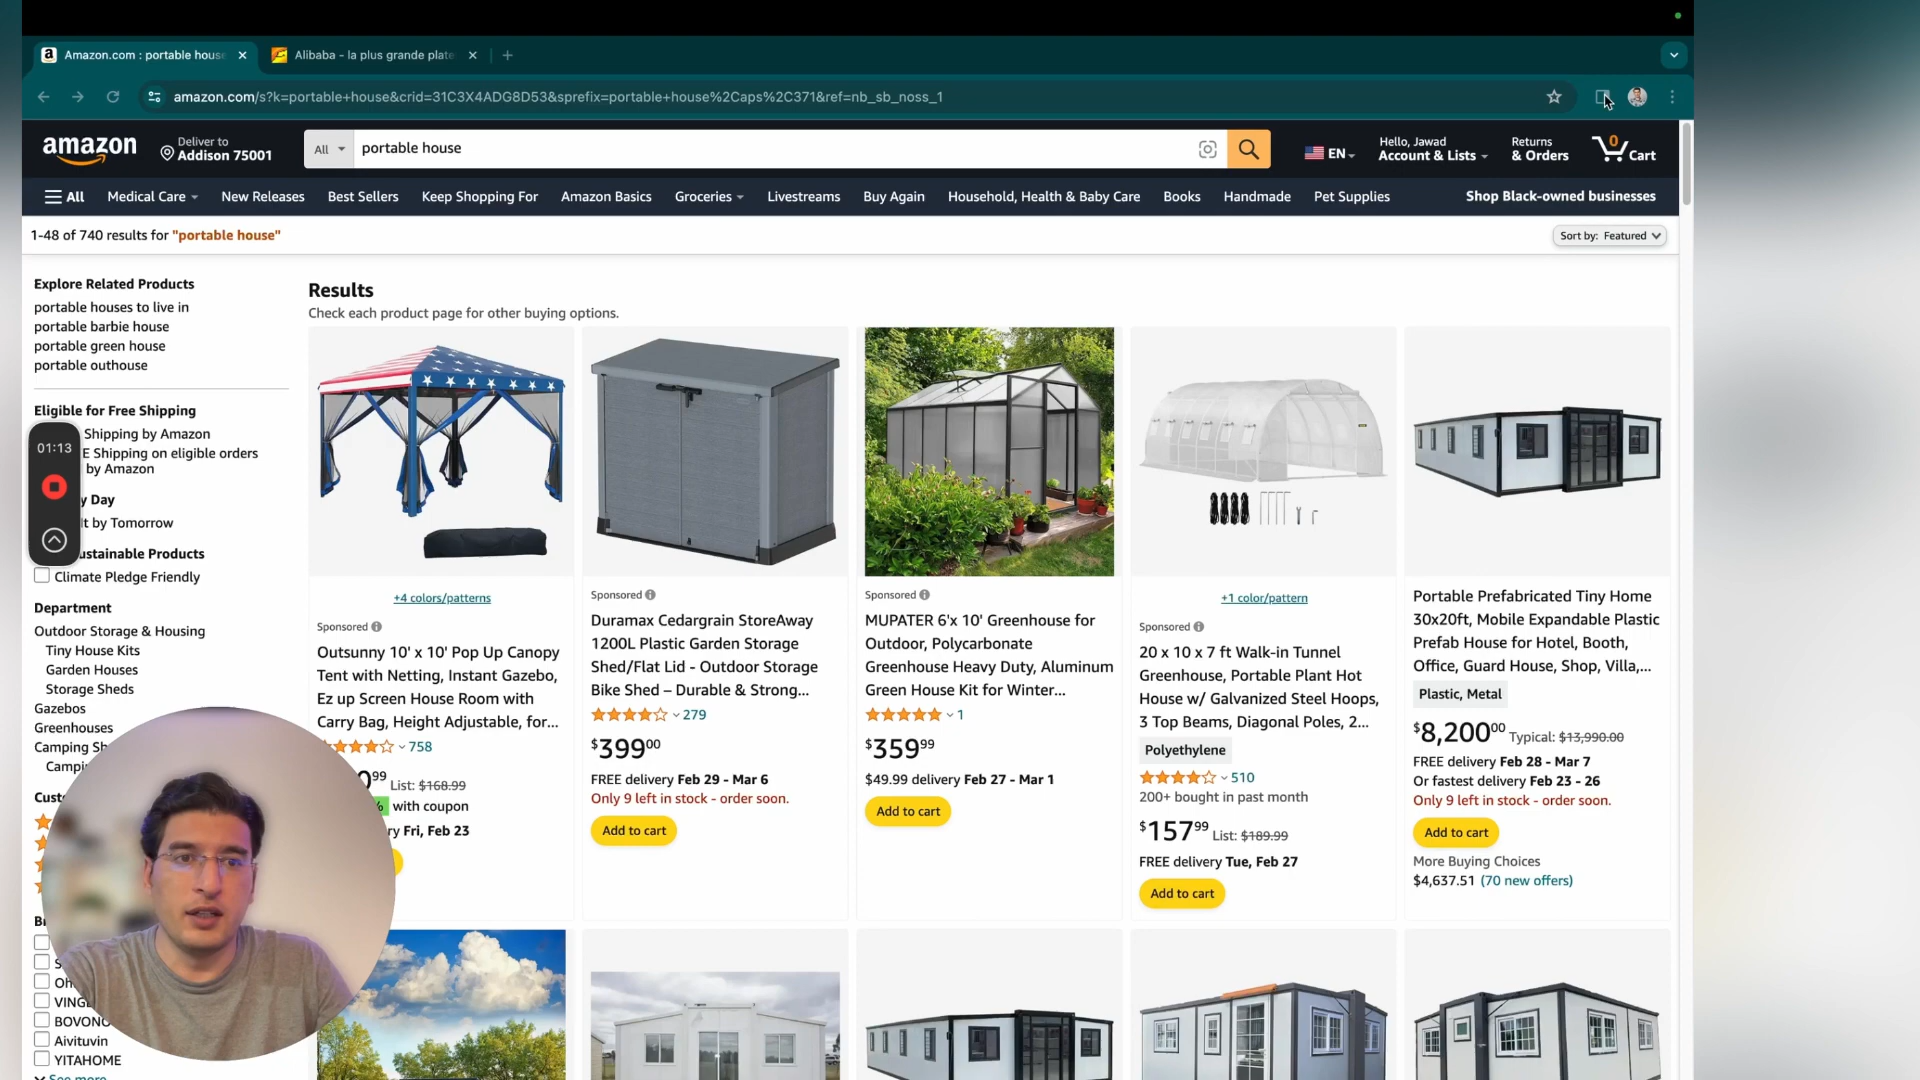 Amazon.com : portable house
Alibaba - la plus grande plate
amazon.com/s?k=portable+house&crid=31C3X4ADG8D53&sprefix=portable+house%2Caps%2C371&ref=nb_sb_noss_1
amazon
Deliver to
Addison 75001
All
portable house
EN
Hello, Jawad
Account & Lists
Returns
& Orders
0
Cart
All
Medical Care
New Releases
Best Sellers
Keep Shopping For
Amazon Basics
Groceries
Livestreams
Buy Again
Household, Health & Baby Care
Books
Handmade
Pet Supplies
Shop Black-owned businesses
1-48 of 740 results for "portable house"
Sort by: Featured
Explore Related Products
portable houses to live in
portable barbie house
portable green house
portable outhouse
Eligible for Free Shipping
Shipping by Amazon
E Shipping on eligible orders
by Amazon
y Day
It by Tomorrow
ustainable Products
Climate Pledge Friendly
Department
Outdoor Storage & Housing
Tiny House Kits
Garden Houses
Storage Sheds
Gazebos
Greenhouses
Camping Sh
Campi
Custo
VING
BOVONO
Aivituvin
YITAHOME
See more
01:13
Results
Check each product page for other buying options.
+4 colors/patterns
Sponsored
Outsunny 10' x 10' Pop Up Canopy
Tent with Netting, Instant Gazebo,
Ez up Screen House Room with
Carry Bag, Height Adjustable, for...
758
99 List: $168.99
% with coupon
ry Fri, Feb 23
Sponsored
Duramax Cedargrain StoreAway
1200L Plastic Garden Storage
Shed/Flat Lid - Outdoor Storage
Bike Shed – Durable & Strong...
279
$39900
FREE delivery Feb 29 - Mar 6
Only 9 left in stock - order soon.
Add to cart
Sponsored
MUPATER 6'x 10' Greenhouse for
Outdoor, Polycarbonate
Greenhouse Heavy Duty, Aluminum
Green House Kit for Winter...
1
$35999
$49.99 delivery Feb 27 - Mar 1
Add to cart
+1 color/pattern
Sponsored
20 x 10 x 7 ft Walk-in Tunnel
Greenhouse, Portable Plant Hot
House w/ Galvanized Steel Hoops,
3 Top Beams, Diagonal Poles, 2...
Polyethylene
510
200+ bought in past month
$15799 List: $189.99
FREE delivery Tue, Feb 27
Add to cart
Portable Prefabricated Tiny Home
30x20ft, Mobile Expandable Plastic
Prefab House for Hotel, Booth,
Office, Guard House, Shop, Villa,...
Plastic, Metal
$8,20000 Typical: $13,990.00
FREE delivery Feb 28 - Mar 7
Or fastest delivery Feb 23 - 26
Only 9 left in stock - order soon.
Add to cart
More Buying Choices
$4,637.51 (70 new offers)